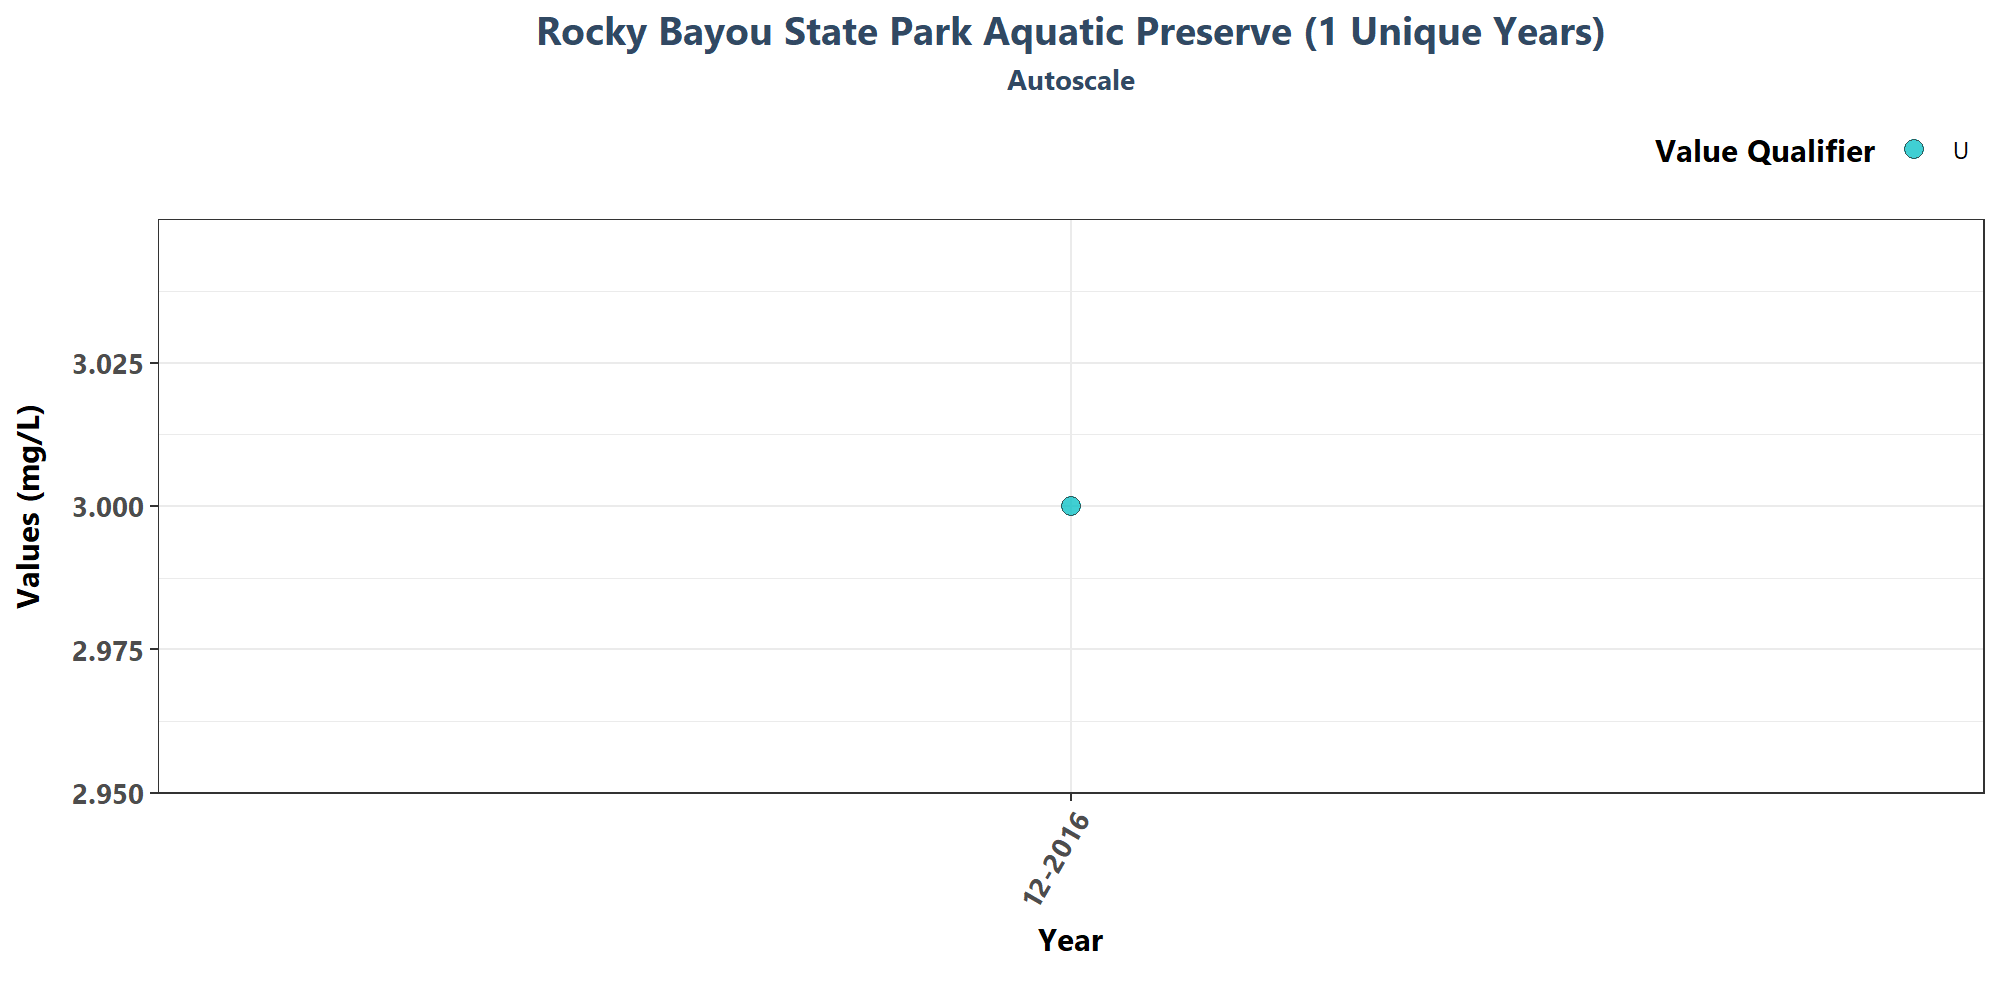 Rocky Bayou State Park Aquatic Preserve (1 Unique Years)
Autoscale
Value Qualifier U
Values (mg/L)
3.025
3.000
2.975
2.950
12-2016
Year